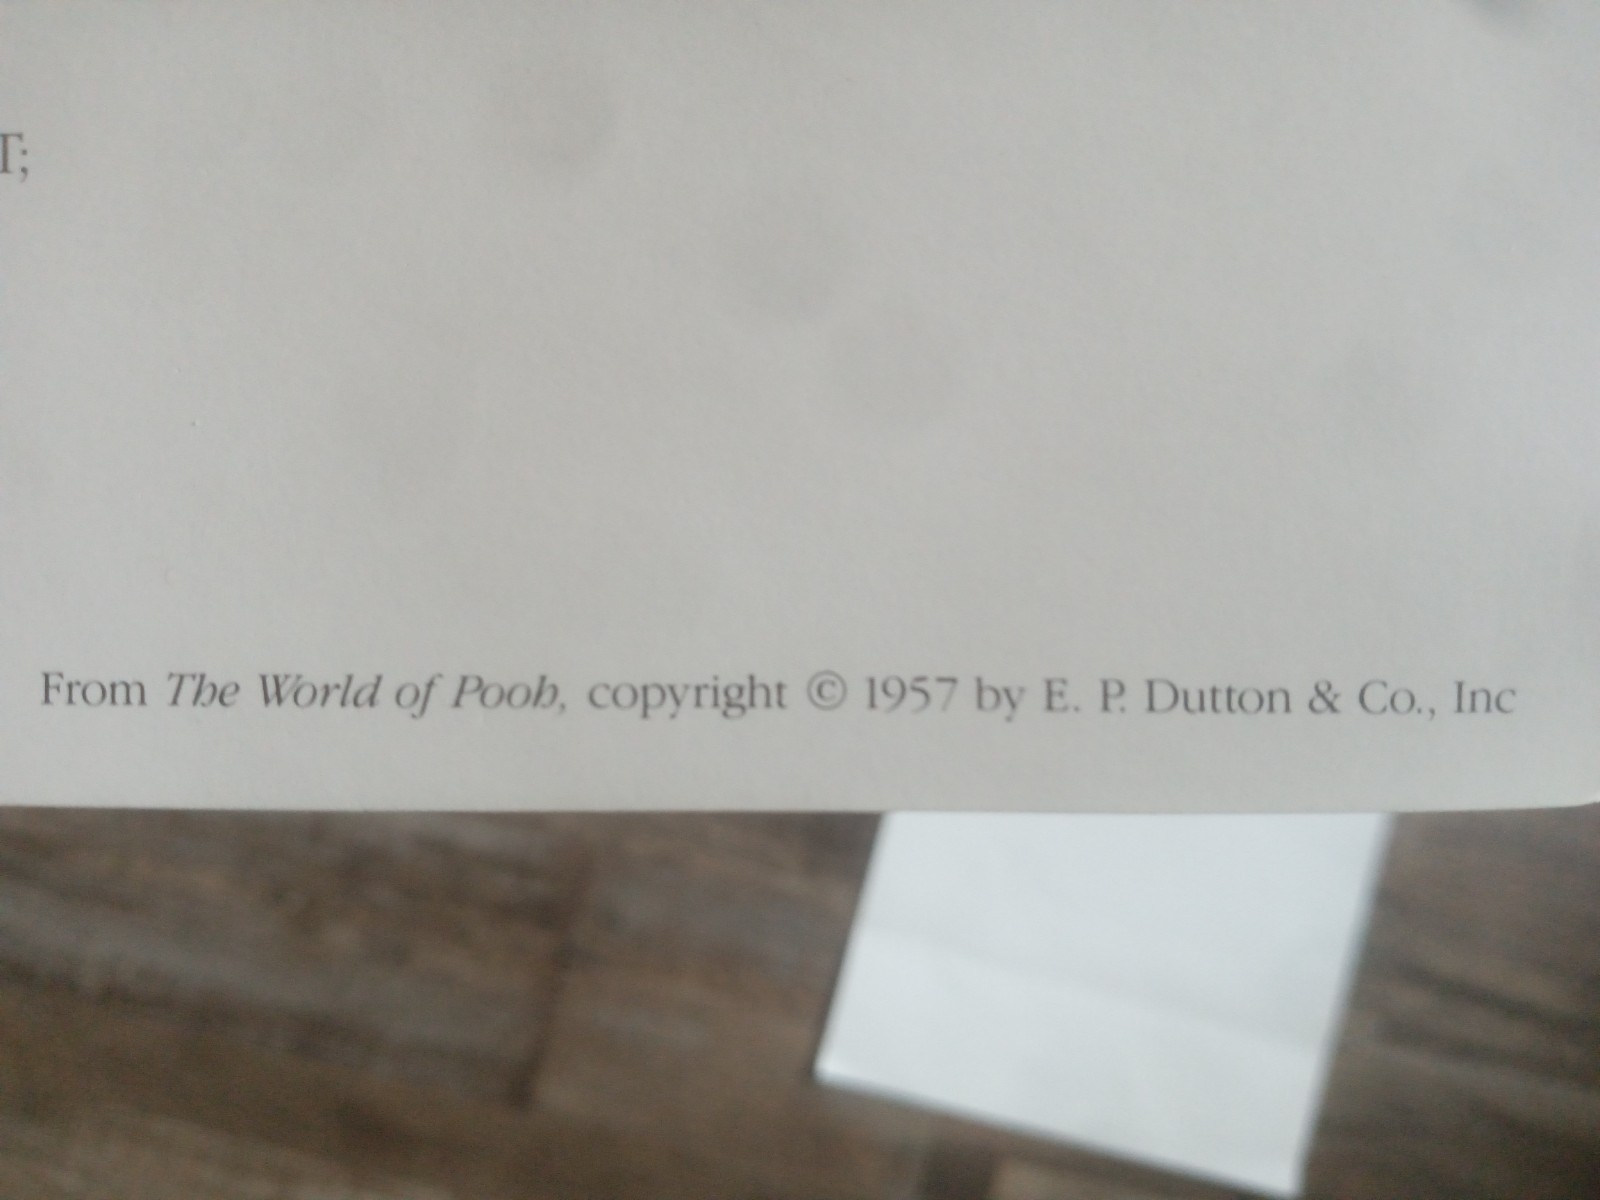 T;
From The World of Pooh, copyright © 1957 by E. P. Dutton & Co., Inc